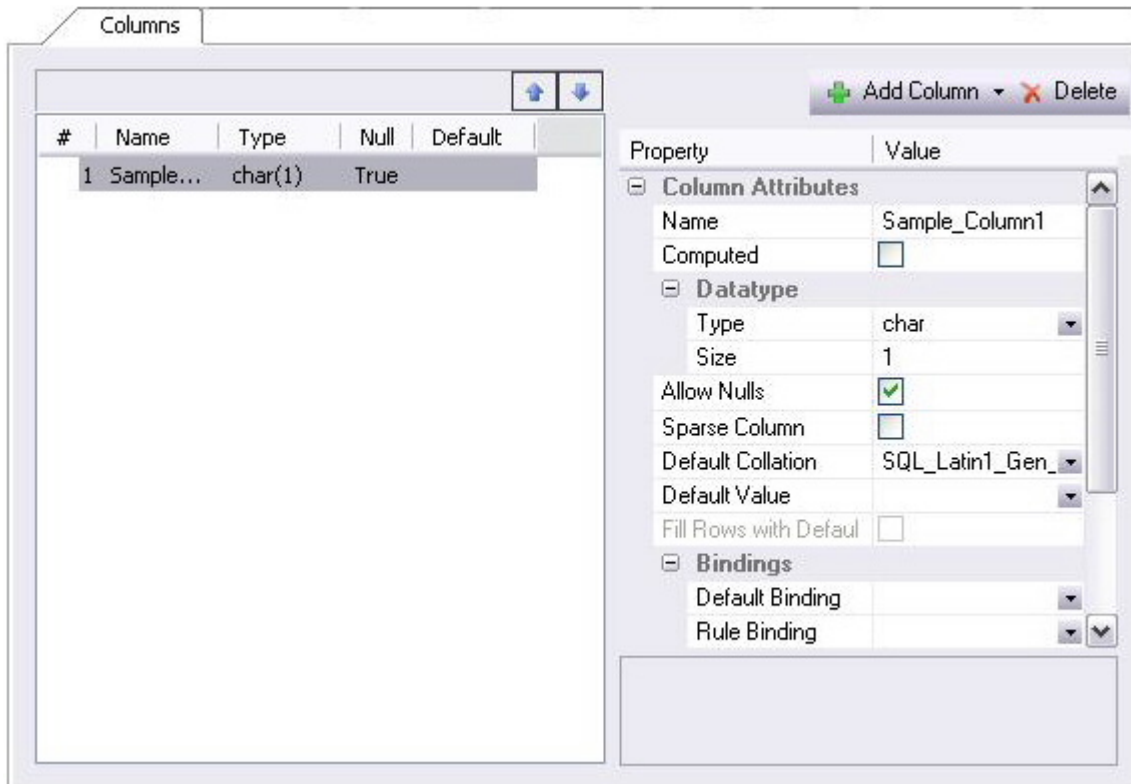 Columns
Add Column Delete
# Name Type Null Default
1 Sample... char(1) True
Property Value
Column Attributes
Name Sample_Column1
Computed
Datatype
Type char
Size 1
Allow Nulls
Sparse Column
Default Collation SQL_Latin1_Gen_
Default Value
Fill Rows with Defaul
Bindings
Default Binding
Rule Binding